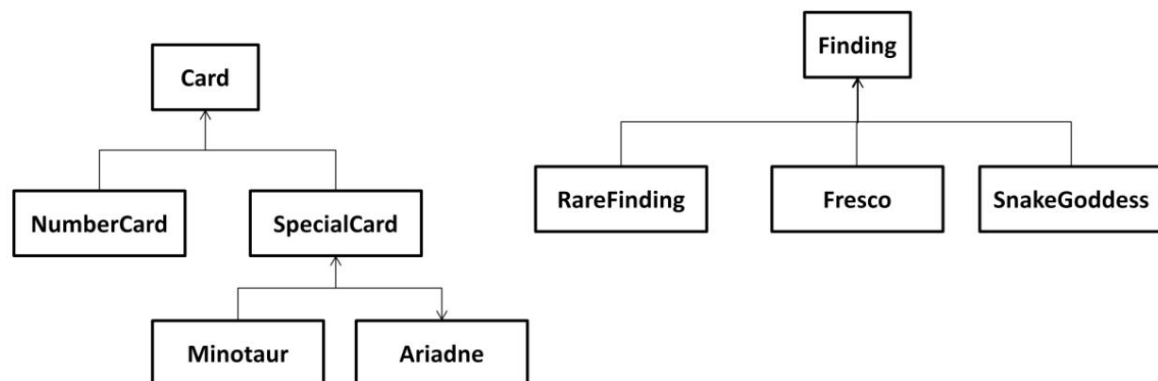 Finding
Card
RareFinding
Fresco
SnakeGoddess
NumberCard
SpecialCard
Minotaur
Ariadne